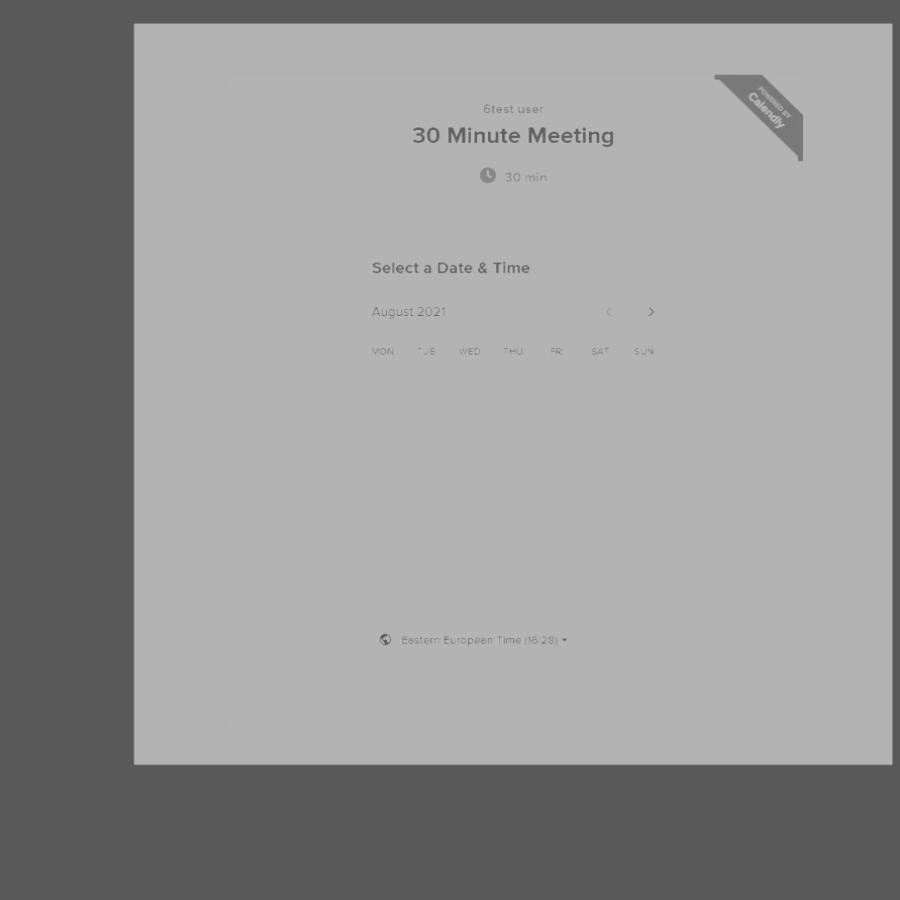 POWERED BY
Calendly
6test user
30 Minute Meeting
30 min
Select a Date & Time
August 2021
MON TUE WED THU FRI SAT SUN
Eastern European Time (16:28)